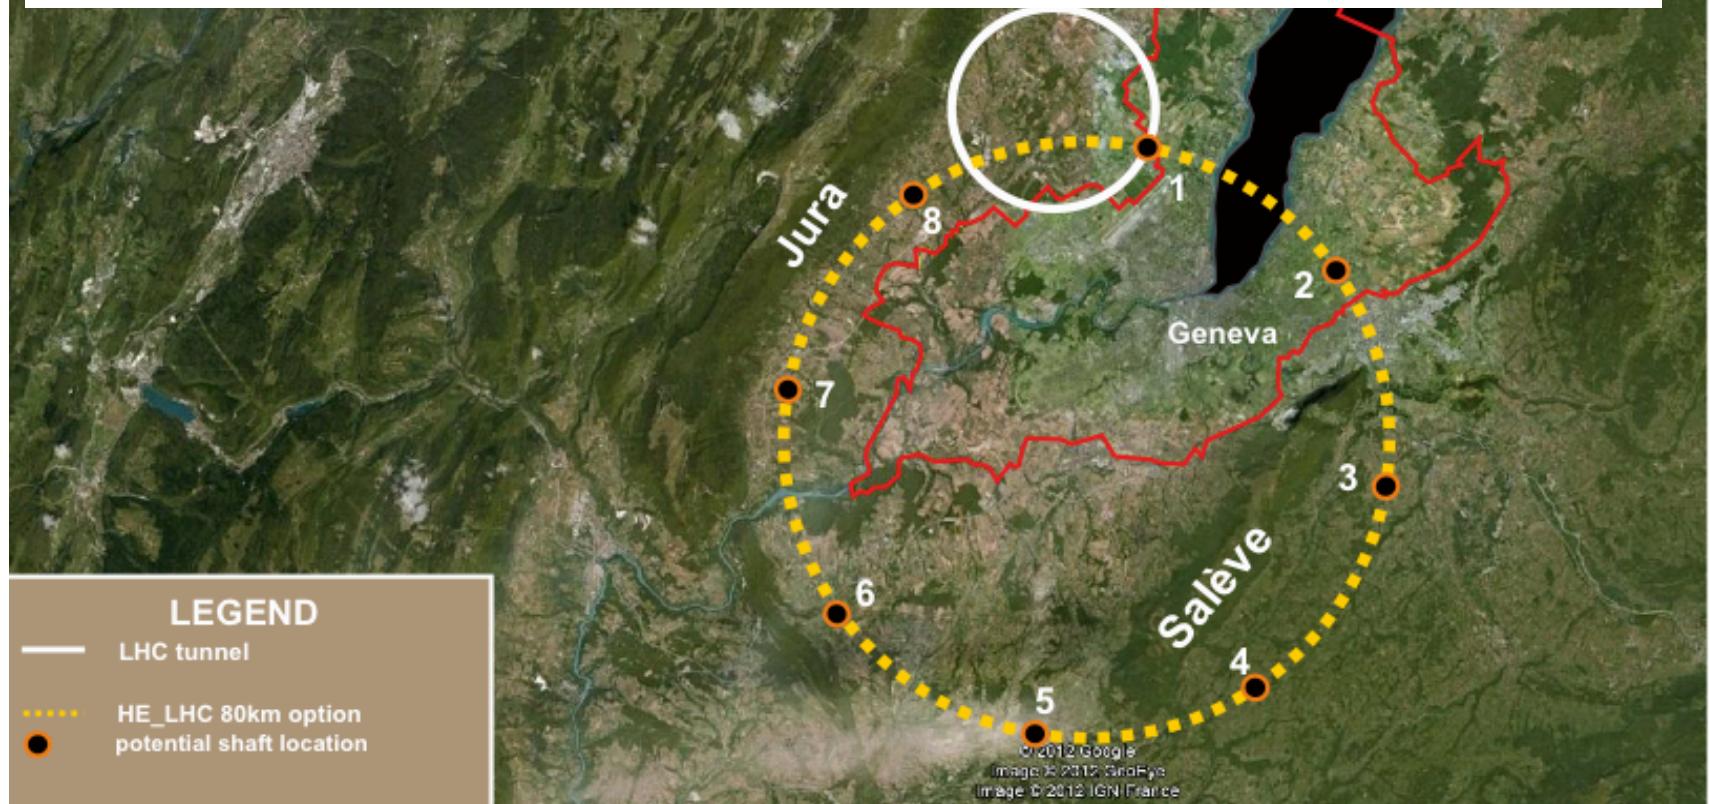 1
Jura
8
2
Geneva
7
3
Salève
6
4
5
LEGEND
LHC tunnel
HE_LHC 80km option
potential shaft location
© 2012 Google
Image © 2012 GeoEye
Image © 2012 IGN France